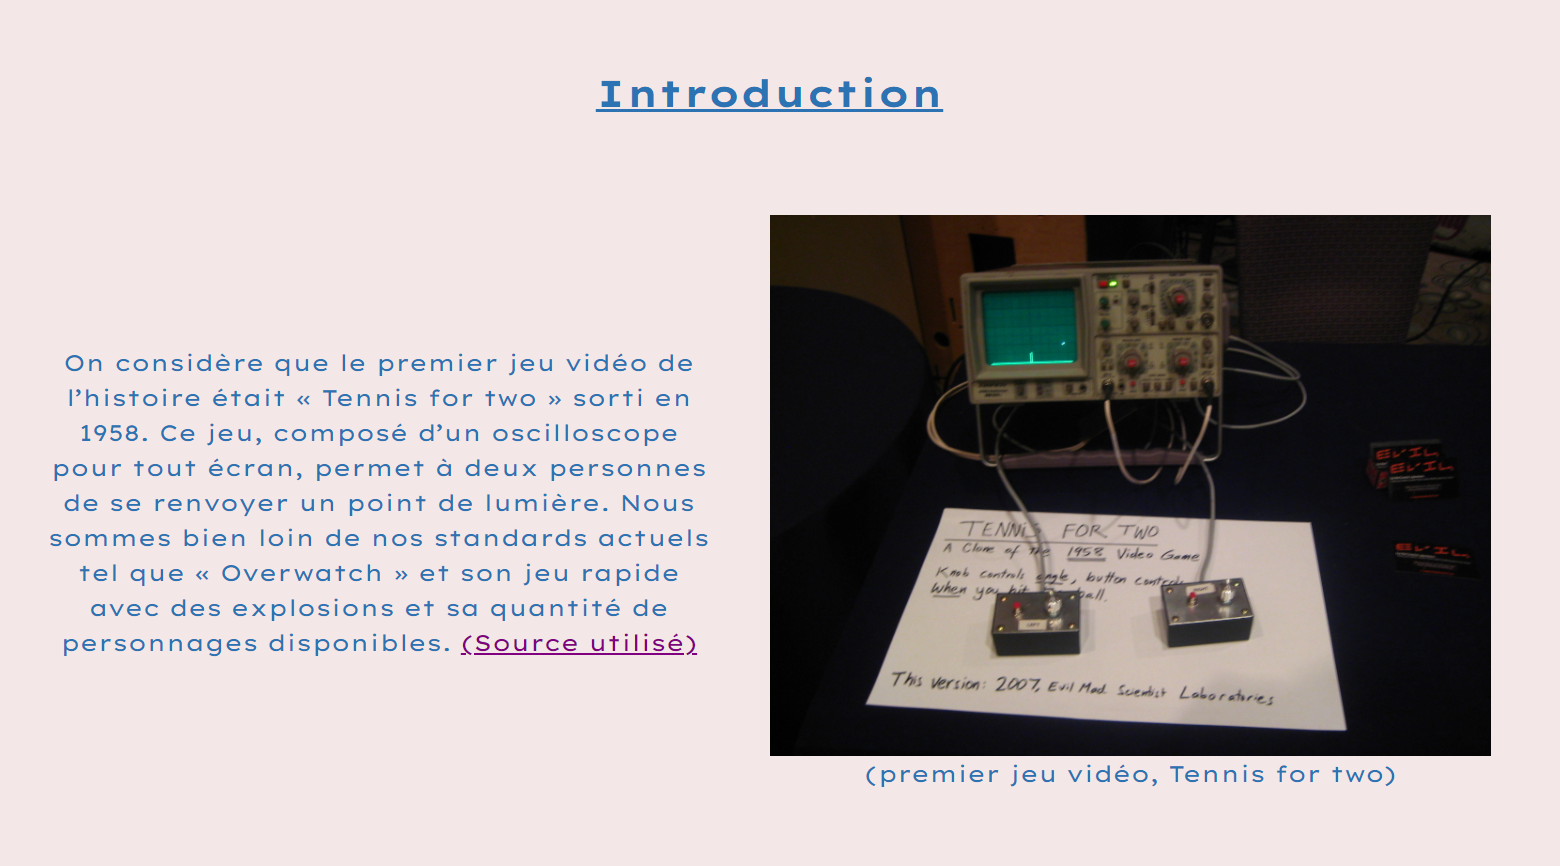 Introduction
On considère que le premier jeu vidéo de
l’histoire était « Tennis for two » sorti en
1958. Ce jeu, composé d’un oscilloscope
pour tout écran, permet à deux personnes
de se renvoyer un point de lumière. Nous
sommes bien loin de nos standards actuels
tel que « Overwatch » et son jeu rapide
avec des explosions et sa quantité de
personnages disponibles. (Source utilisé)
TENNIS FOR TWO
A Clone of The 1958 Video Game
Knob controls angle, button controls
When you hit ball.
This version: 2007, Evil Mad Scientist Laboratories
EVIL
EVIL
EVIL
(premier jeu vidéo, Tennis for two)